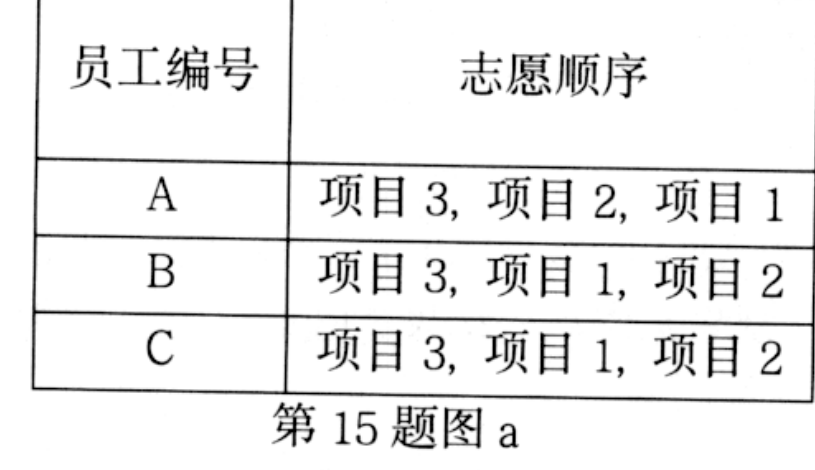 员工编号 志愿顺序
A 项目 3, 项目 2, 项目 1
B 项目 3, 项目 1, 项目 2
C 项目 3, 项目 1, 项目 2
第 15 题图 a